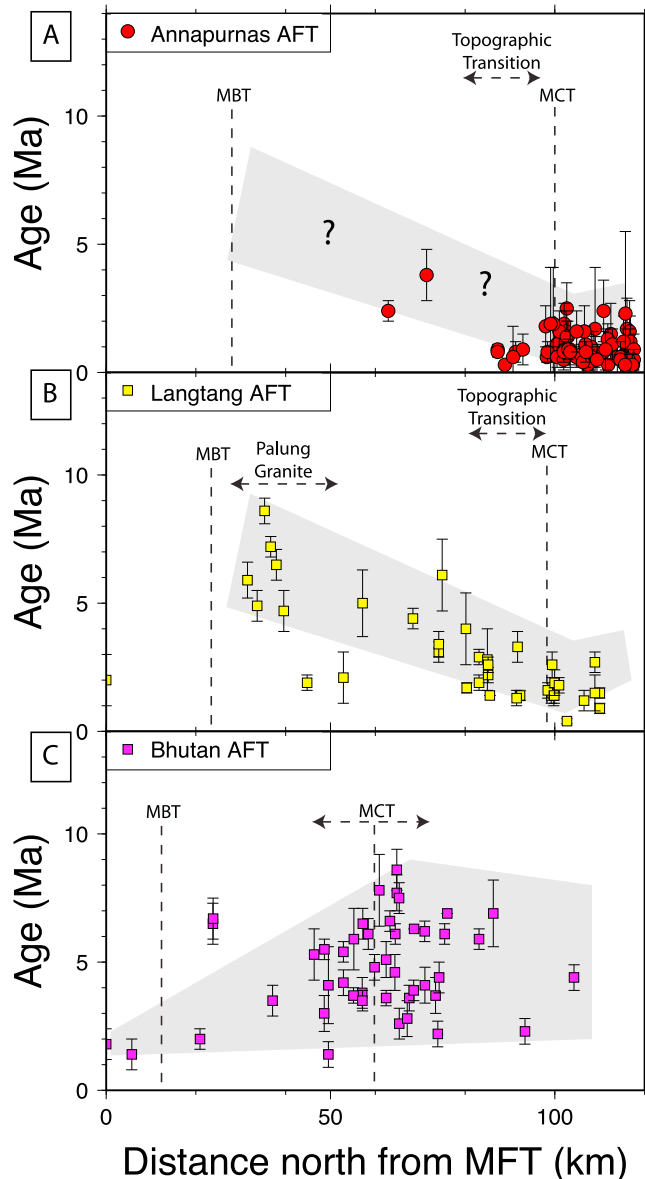 A
Annapurnas AFT
Topographic
Transition
MBT
MCT
10
5
0
?
?
Age (Ma)
B
Langtang AFT
Topographic
Transition
Palung
Granite
MBT
MCT
10
5
0
Age (Ma)
C
Bhutan AFT
MBT
MCT
10
5
0
Age (Ma)
0
50
100
Distance north from MFT (km)